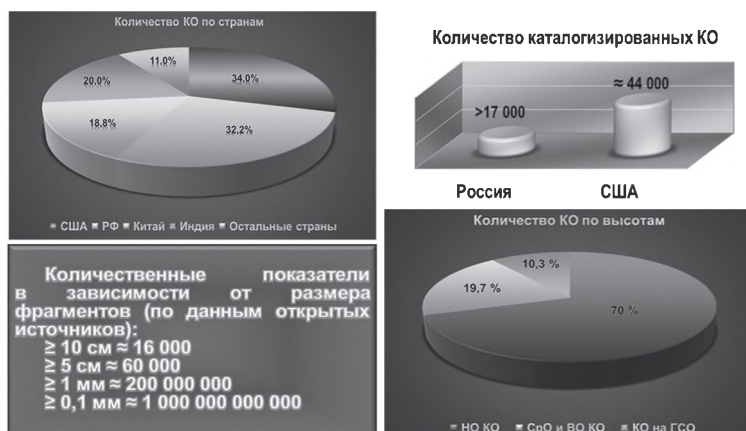 Количество КО по странам
11.0%
20.0%
34.0%
18.8%
32.2%
■ США ■ РФ ■ Китай ■ Индия ■ Остальные страны
Количество каталогизированных КО
≈ 44 000
>17 000
Россия США
Количественные показатели
в зависимости от размера
фрагментов (по данным открытых
источников):
≥ 10 см ≈ 16 000
≥ 5 см ≈ 60 000
≥ 1 мм ≈ 200 000 000
≥ 0,1 мм ≈ 1 000 000 000 000
Количество КО по высотам
10,3 %
19,7 %
70 %
■ НО КО ■ СрО и ВО КО ■ КО на ГСО